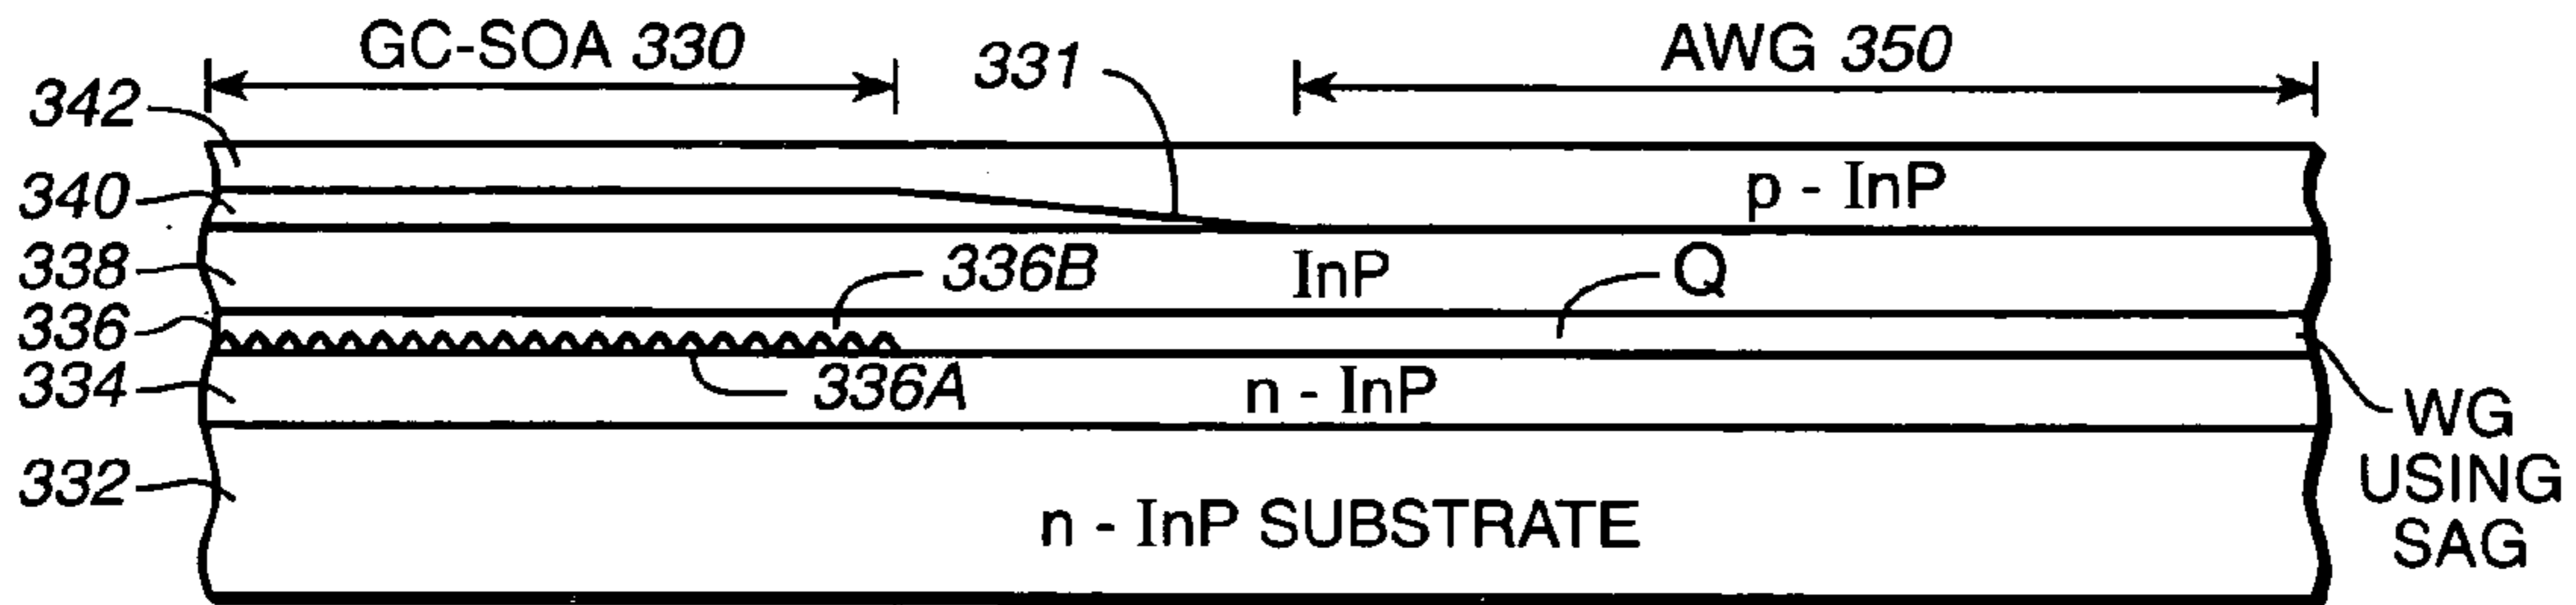 GC-SOA 330
331
AWG 350
342
340
p - InP
338
336B
InP
Q
336
334
336A
n - InP
WG
USING
SAG
332
n - InP SUBSTRATE